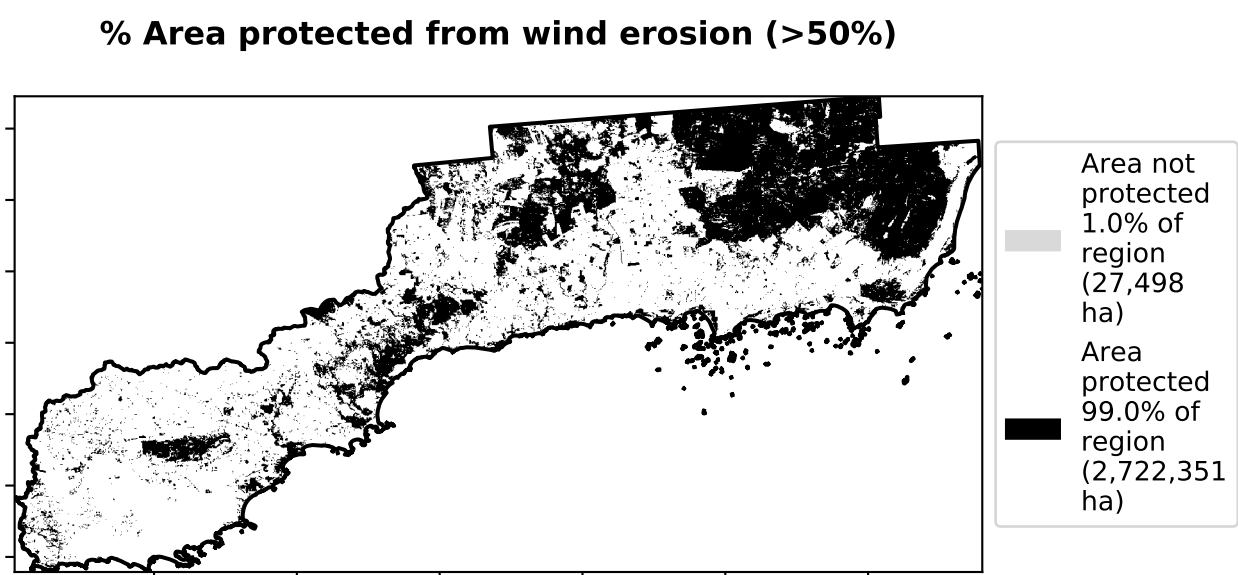 % Area protected from wind erosion (>50%)
Area not
protected
1.0% of
region
(27,498
ha)
Area
protected
99.0% of
region
(2,722,351
ha)